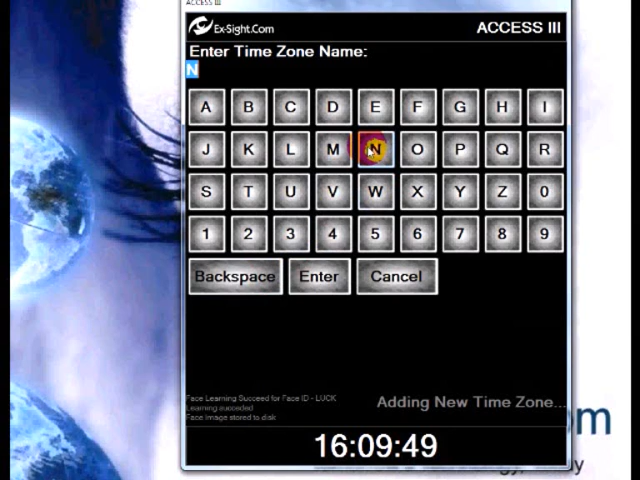 ACCESS III
Ex-Sight.Com ACCESS III
Enter Time Zone Name:
N
A B C D E F G H I
J K L M N O P Q R
S T U V W X Y Z 0
1 2 3 4 5 6 7 8 9
Backspace Enter Cancel
Face Learning Succeed for Face ID - LUCK
Learning succeeded
Face Image stored to disk
Adding New Time Zone...
om
16:09:49